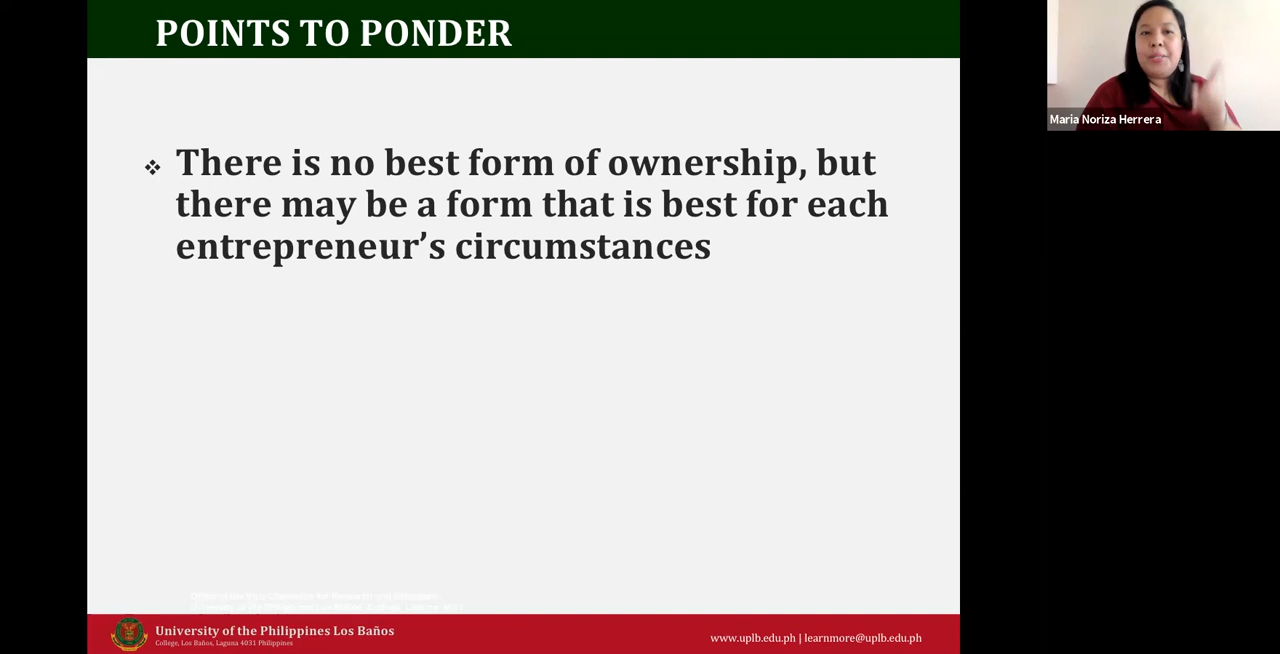 POINTS TO PONDER
Maria Noriza Herrera
❖ There is no best form of ownership, but
there may be a form that is best for each
entrepreneur’s circumstances
University of the Philippines Los Baños
College, Los Baños, Laguna 4031 Philippines
www.uplb.edu.ph | learnmore@uplb.edu.ph